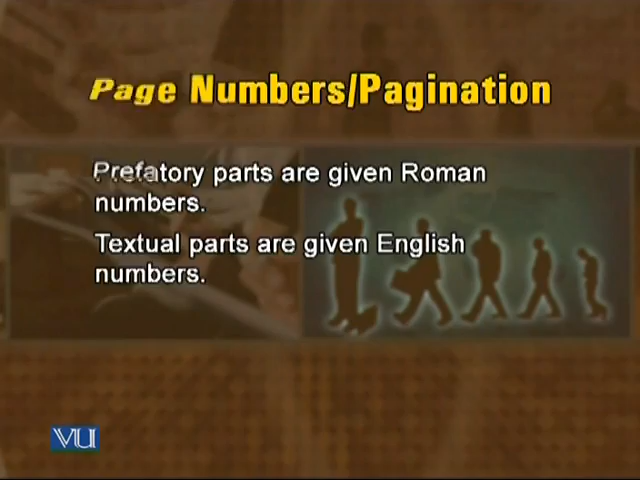 Page Numbers/Pagination
Prefatory parts are given Roman
numbers.
Textual parts are given English
numbers.
VU